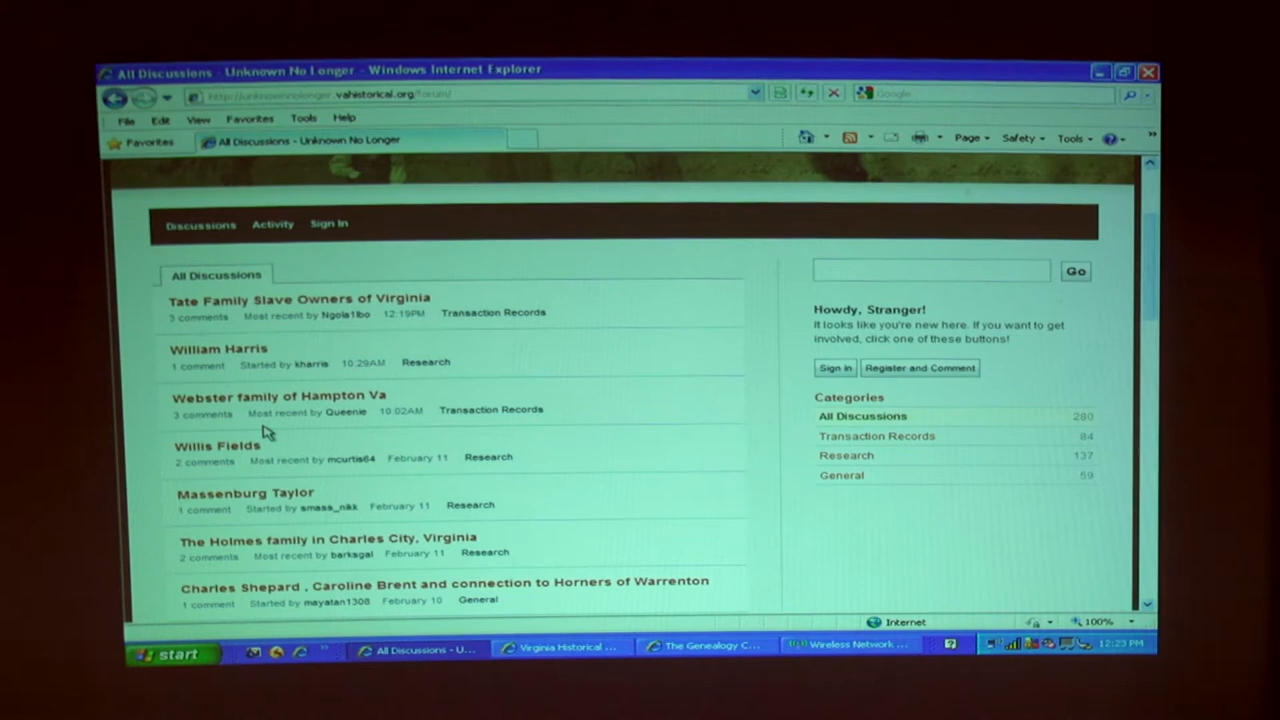 All Discussions - Unknown No Longer - Windows Internet Explorer
http://unknownnolonger.vahistorical.org/forum/
Google
File Edit View Favorites Tools Help
Favorites
All Discussions - Unknown No Longer
Page Safety Tools
Discussions Activity Sign In
All Discussions
Tate Family Slave Owners of Virginia
3 comments Most recent by Ngola1Ibo 12:19PM Transaction Records
William Harris
1 comment Started by kharris 10:29AM Research
Webster family of Hampton Va
3 comments Most recent by Queenie 10:02AM Transaction Records
Willis Fields
2 comments Most recent by mcurtis64 February 11 Research
Massenburg Taylor
1 comment Started by smass_nikk February 11 Research
The Holmes family in Charles City, Virginia
2 comments Most recent by barksgal February 11 Research
Charles Shepard , Caroline Brent and connection to Horners of Warrenton
1 comment Started by mayatan1308 February 10 General
Go
Howdy, Stranger!
It looks like you're new here. If you want to
get involved, click one of these buttons!
Sign In Register and Comment
Categories
All Discussions 280
Transaction Records 84
Research 137
General 59
Internet
100%
start
All Discussions - U...
Virginia Historical ...
The Genealogy C...
Wireless Network ...
12:23 PM